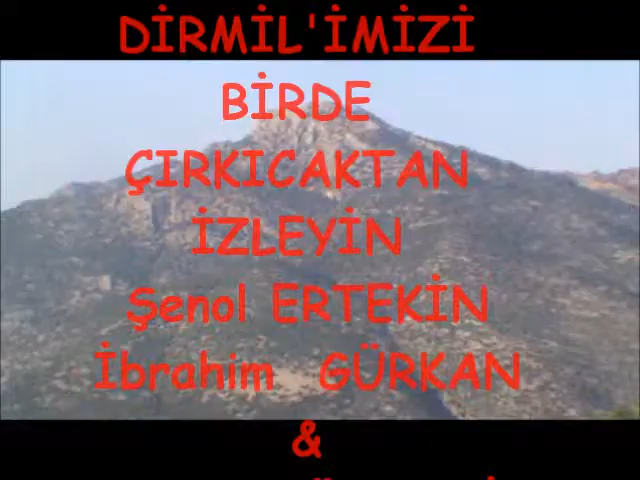 DİRMİL'İMİZİ
BİRDE
ÇIRKICAKTAN
İZLEYİN
Şenol ERTEKİN
İbrahim GÜRKAN
&